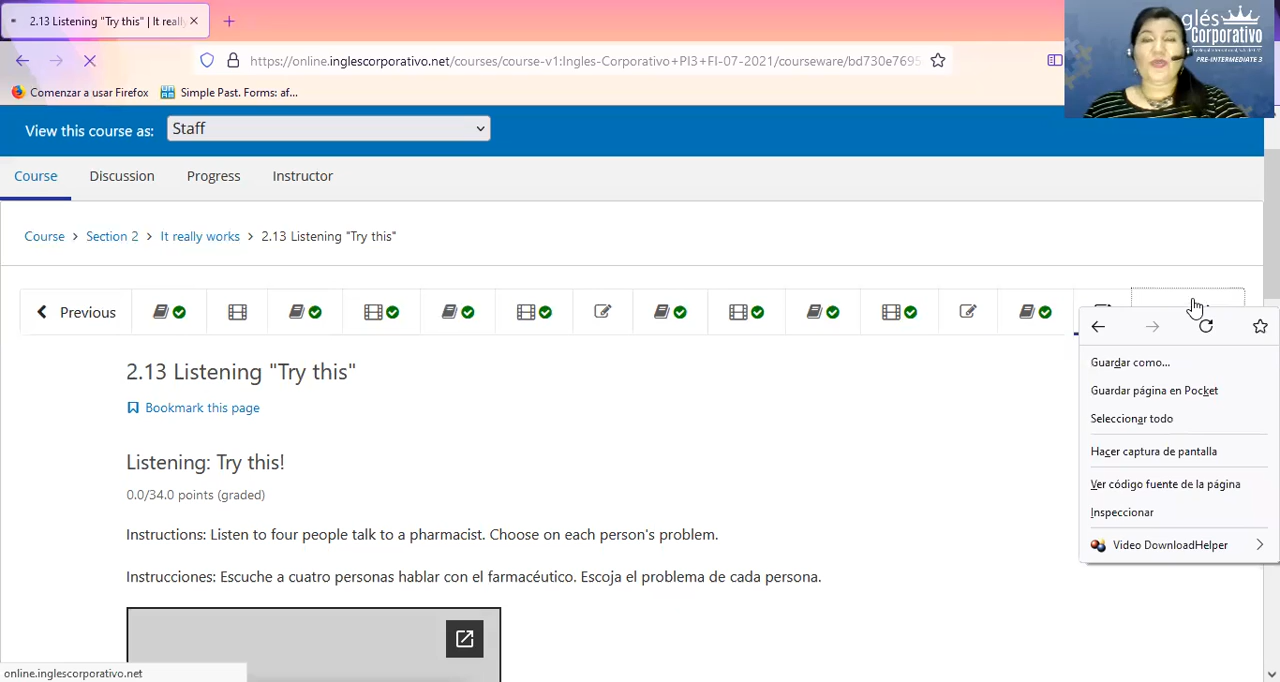 2.13 Listening "Try this" | It really
https://online.inglescorporativo.net/course
se-v1:Ingles-Corporativo+PI3+FI-07-2021/courseware/bd730e7695
glés
Corporativo
PRE-INTERMEDIATE 3
Comenzar a usar Firefox
Simple Past. Forms: af...
View this course as:
Staff
Course
Discussion
Progress
Instructor
Course > Section 2 > It really works > 2.13 Listening "Try this"
Previous
2.13 Listening "Try this"
Bookmark this page
Listening: Try this!
0.0/34.0 points (graded)
Instructions: Listen to four people talk to a pharmacist. Choose on each person's problem.
Instrucciones: Escuche a cuatro personas hablar con el farmacéutico. Escoja el problema de cada persona.
Guardar como...
Guardar página en Pocket
Seleccionar todo
Hacer captura de pantalla
Ver código fuente de la página
Inspeccionar
Video DownloadHelper
online.inglescorporativo.net